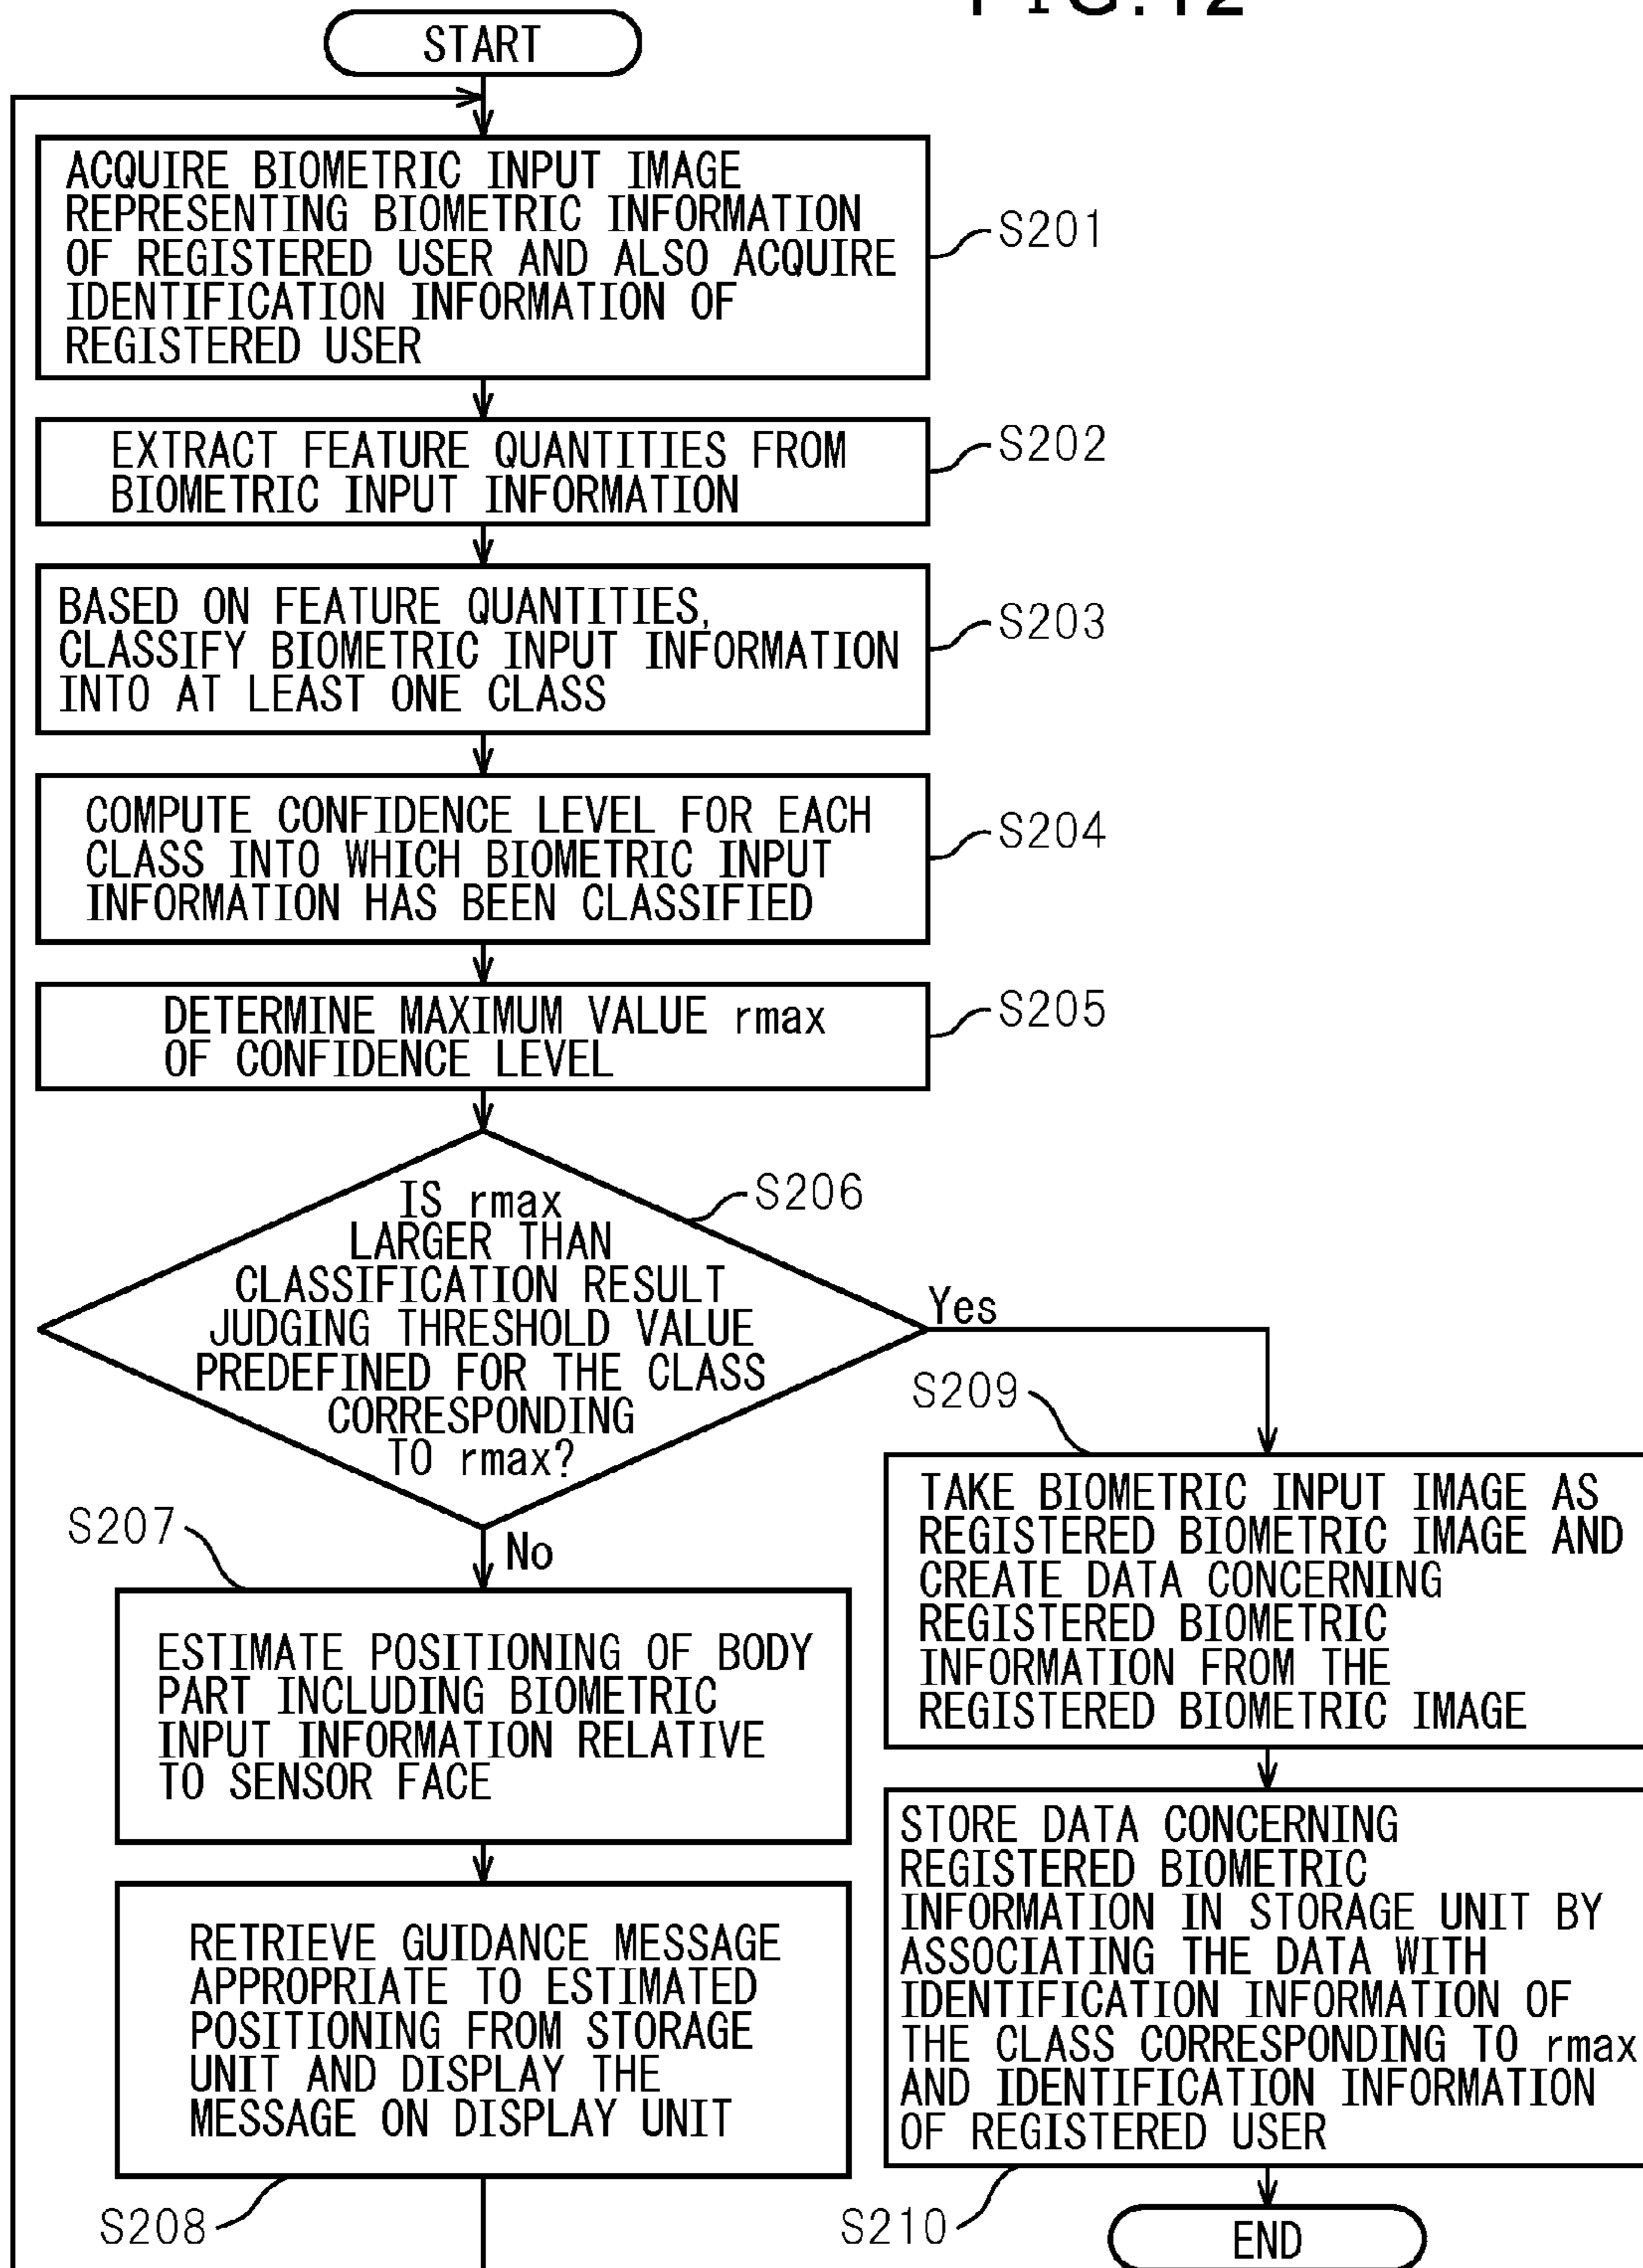 FIG.12
START
ACQUIRE BIOMETRIC INPUT IMAGE
REPRESENTING BIOMETRIC INFORMATION
OF REGISTERED USER AND ALSO ACQUIRE
IDENTIFICATION INFORMATION OF
REGISTERED USER
S201
EXTRACT FEATURE QUANTITIES FROM
BIOMETRIC INPUT INFORMATION
S202
BASED ON FEATURE QUANTITIES,
CLASSIFY BIOMETRIC INPUT INFORMATION
INTO AT LEAST ONE CLASS
S203
COMPUTE CONFIDENCE LEVEL FOR EACH
CLASS INTO WHICH BIOMETRIC INPUT
INFORMATION HAS BEEN CLASSIFIED
S204
DETERMINE MAXIMUM VALUE rmax
OF CONFIDENCE LEVEL
S205
IS rmax
LARGER THAN
CLASSIFICATION RESULT
JUDGING THRESHOLD VALUE
PREDEFINED FOR THE CLASS
CORRESPONDING
TO rmax?
S206
Yes
No
S207
ESTIMATE POSITIONING OF BODY
PART INCLUDING BIOMETRIC
INPUT INFORMATION RELATIVE
TO SENSOR FACE
RETRIEVE GUIDANCE MESSAGE
APPROPRIATE TO ESTIMATED
POSITIONING FROM STORAGE
UNIT AND DISPLAY THE
MESSAGE ON DISPLAY UNIT
S208
S209
TAKE BIOMETRIC INPUT IMAGE AS
REGISTERED BIOMETRIC IMAGE AND
CREATE DATA CONCERNING
REGISTERED BIOMETRIC
INFORMATION FROM THE
REGISTERED BIOMETRIC IMAGE
STORE DATA CONCERNING
REGISTERED BIOMETRIC
INFORMATION IN STORAGE UNIT BY
ASSOCIATING THE DATA WITH
IDENTIFICATION INFORMATION OF
THE CLASS CORRESPONDING TO rmax
AND IDENTIFICATION INFORMATION
OF REGISTERED USER
S210
END